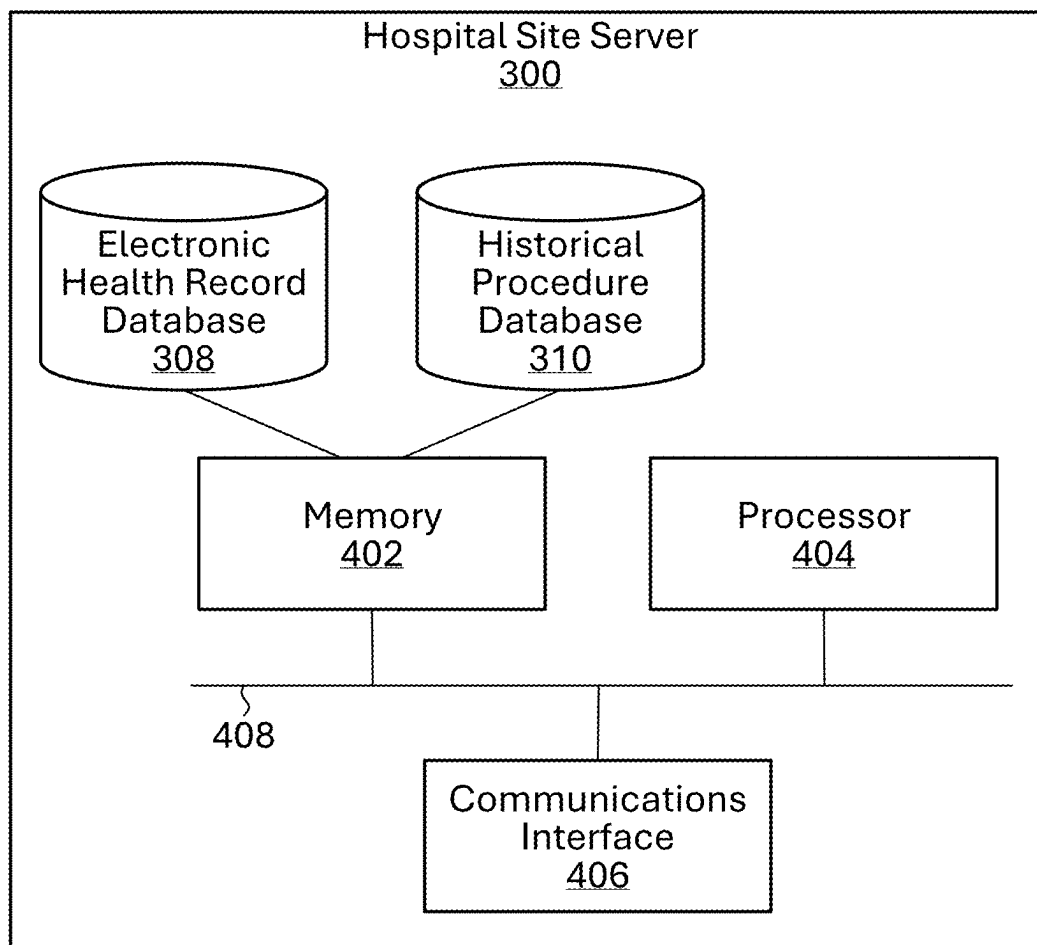 Hospital Site Server
300
Electronic
Health Record
Database
308
Historical
Procedure
Database
310
Memory
402
Processor
404
408
Communications
Interface
406